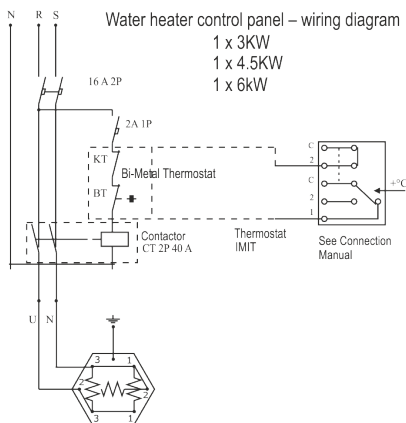 Water heater control panel – wiring diagram
1 x 3KW
1 x 4.5KW
1 x 6kW
N R S
16 A 2P
2A 1P
KT
Bi-Metal Thermostat
BT
Contactor
CT 2P 40 A
Thermostat
IMIT
C
2
C
2
1
+°C
See Connection
Manual
U N
3 1
2 2
3 1